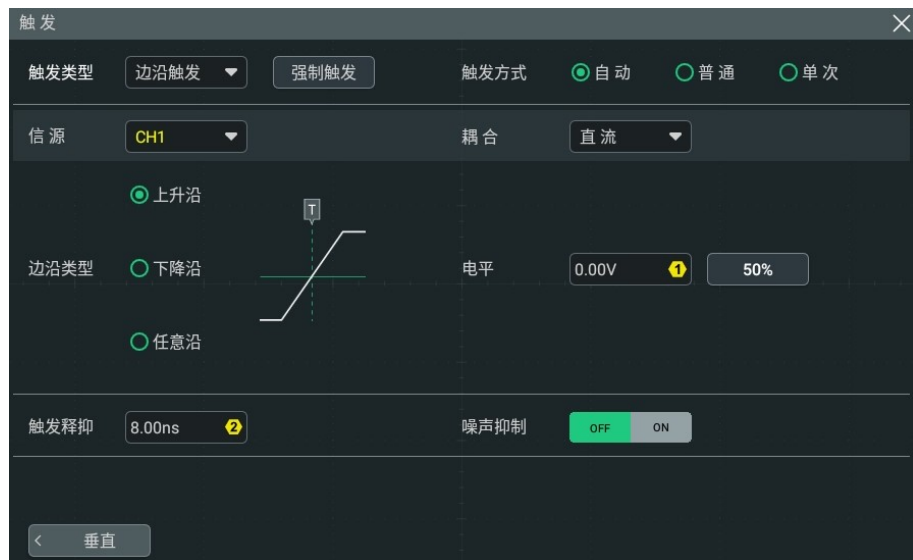 触发
触发类型 边沿触发 强制触发 触发方式 自动 普通 单次
信源 CH1 耦合 直流
上升沿
T
边沿类型 下降沿 电平 0.00V 1 50%
任意沿
触发释抑 8.00ns 2 噪声抑制 OFF ON
垂直